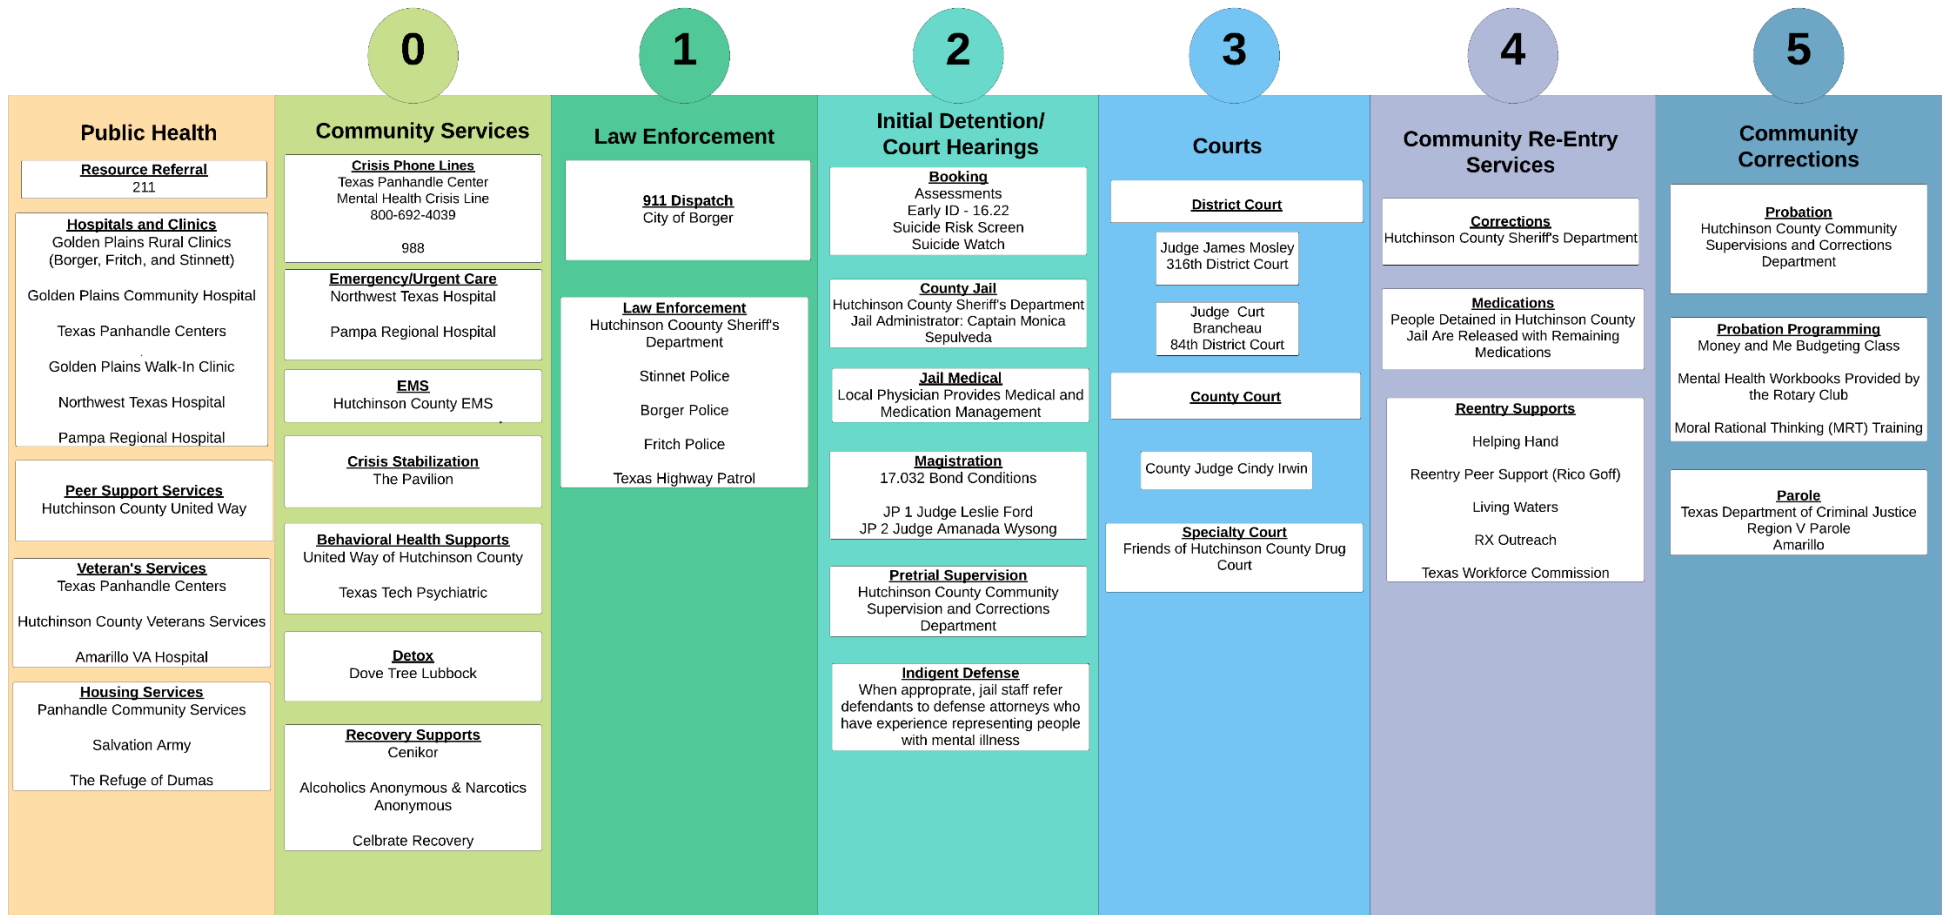 0
1
2
3
4
5
Public Health
Resource Referral
211
Hospitals and Clinics
Golden Plains Rural Clinics
(Borger, Fritch, and Stinnett)
Golden Plains Community Hospital
Texas Panhandle Centers
Golden Plains Walk-In Clinic
Northwest Texas Hospital
Pampa Regional Hospital
Peer Support Services
Hutchinson County United Way
Veteran's Services
Texas Panhandle Centers
Hutchinson County Veterans Services
Amarillo VA Hospital
Housing Services
Panhandle Community Services
Salvation Army
The Refuge of Dumas
Community Services
Crisis Phone Lines
Texas Panhandle Center
Mental Health Crisis Line
800-692-4039
988
Emergency/Urgent Care
Northwest Texas Hospital
Pampa Regional Hospital
EMS
Hutchinson County EMS
Crisis Stabilization
The Pavilion
Behavioral Health Supports
United Way of Hutchinson County
Texas Tech Psychiatric
Detox
Dove Tree Lubbock
Recovery Supports
Cenikor
Alcoholics Anonymous & Narcotics
Anonymous
Celbrate Recovery
Law Enforcement
911 Dispatch
City of Borger
Law Enforcement
Hutchinson Coounty Sheriff's
Department
Stinnet Police
Borger Police
Fritch Police
Texas Highway Patrol
Initial Detention/
Court Hearings
Booking
Assessments
Early ID - 16.22
Suicide Risk Screen
Suicide Watch
County Jail
Hutchinson County Sheriff's Department
Jail Administrator: Captain Monica
Sepulveda
Jail Medical
Local Physician Provides Medical and
Medication Management
Magistration
17.032 Bond Conditions
JP 1 Judge Leslie Ford
JP 2 Judge Amanada Wysong
Pretrial Supervision
Hutchinson County Community
Supervision and Corrections
Department
Indigent Defense
When approprate, jail staff refer
defendants to defense attorneys who
have experience representing people
with mental illness
Courts
District Court
Judge James Mosley
316th District Court
Judge Curt
Brancheau
84th District Court
County Court
County Judge Cindy Irwin
Specialty Court
Friends of Hutchinson County Drug
Court
Community Re-Entry
Services
Corrections
Hutchinson County Sheriff's Department
Medications
People Detained in Hutchinson County
Jail Are Released with Remaining
Medications
Reentry Supports
Helping Hand
Reentry Peer Support (Rico Goff)
Living Waters
RX Outreach
Texas Workforce Commission
Community
Corrections
Probation
Hutchinson County Community
Supervisions and Corrections
Department
Probation Programming
Money and Me Budgeting Class
Mental Health Workbooks Provided by
the Rotary Club
Moral Rational Thinking (MRT) Training
Parole
Texas Department of Criminal Justice
Region V Parole
Amarillo